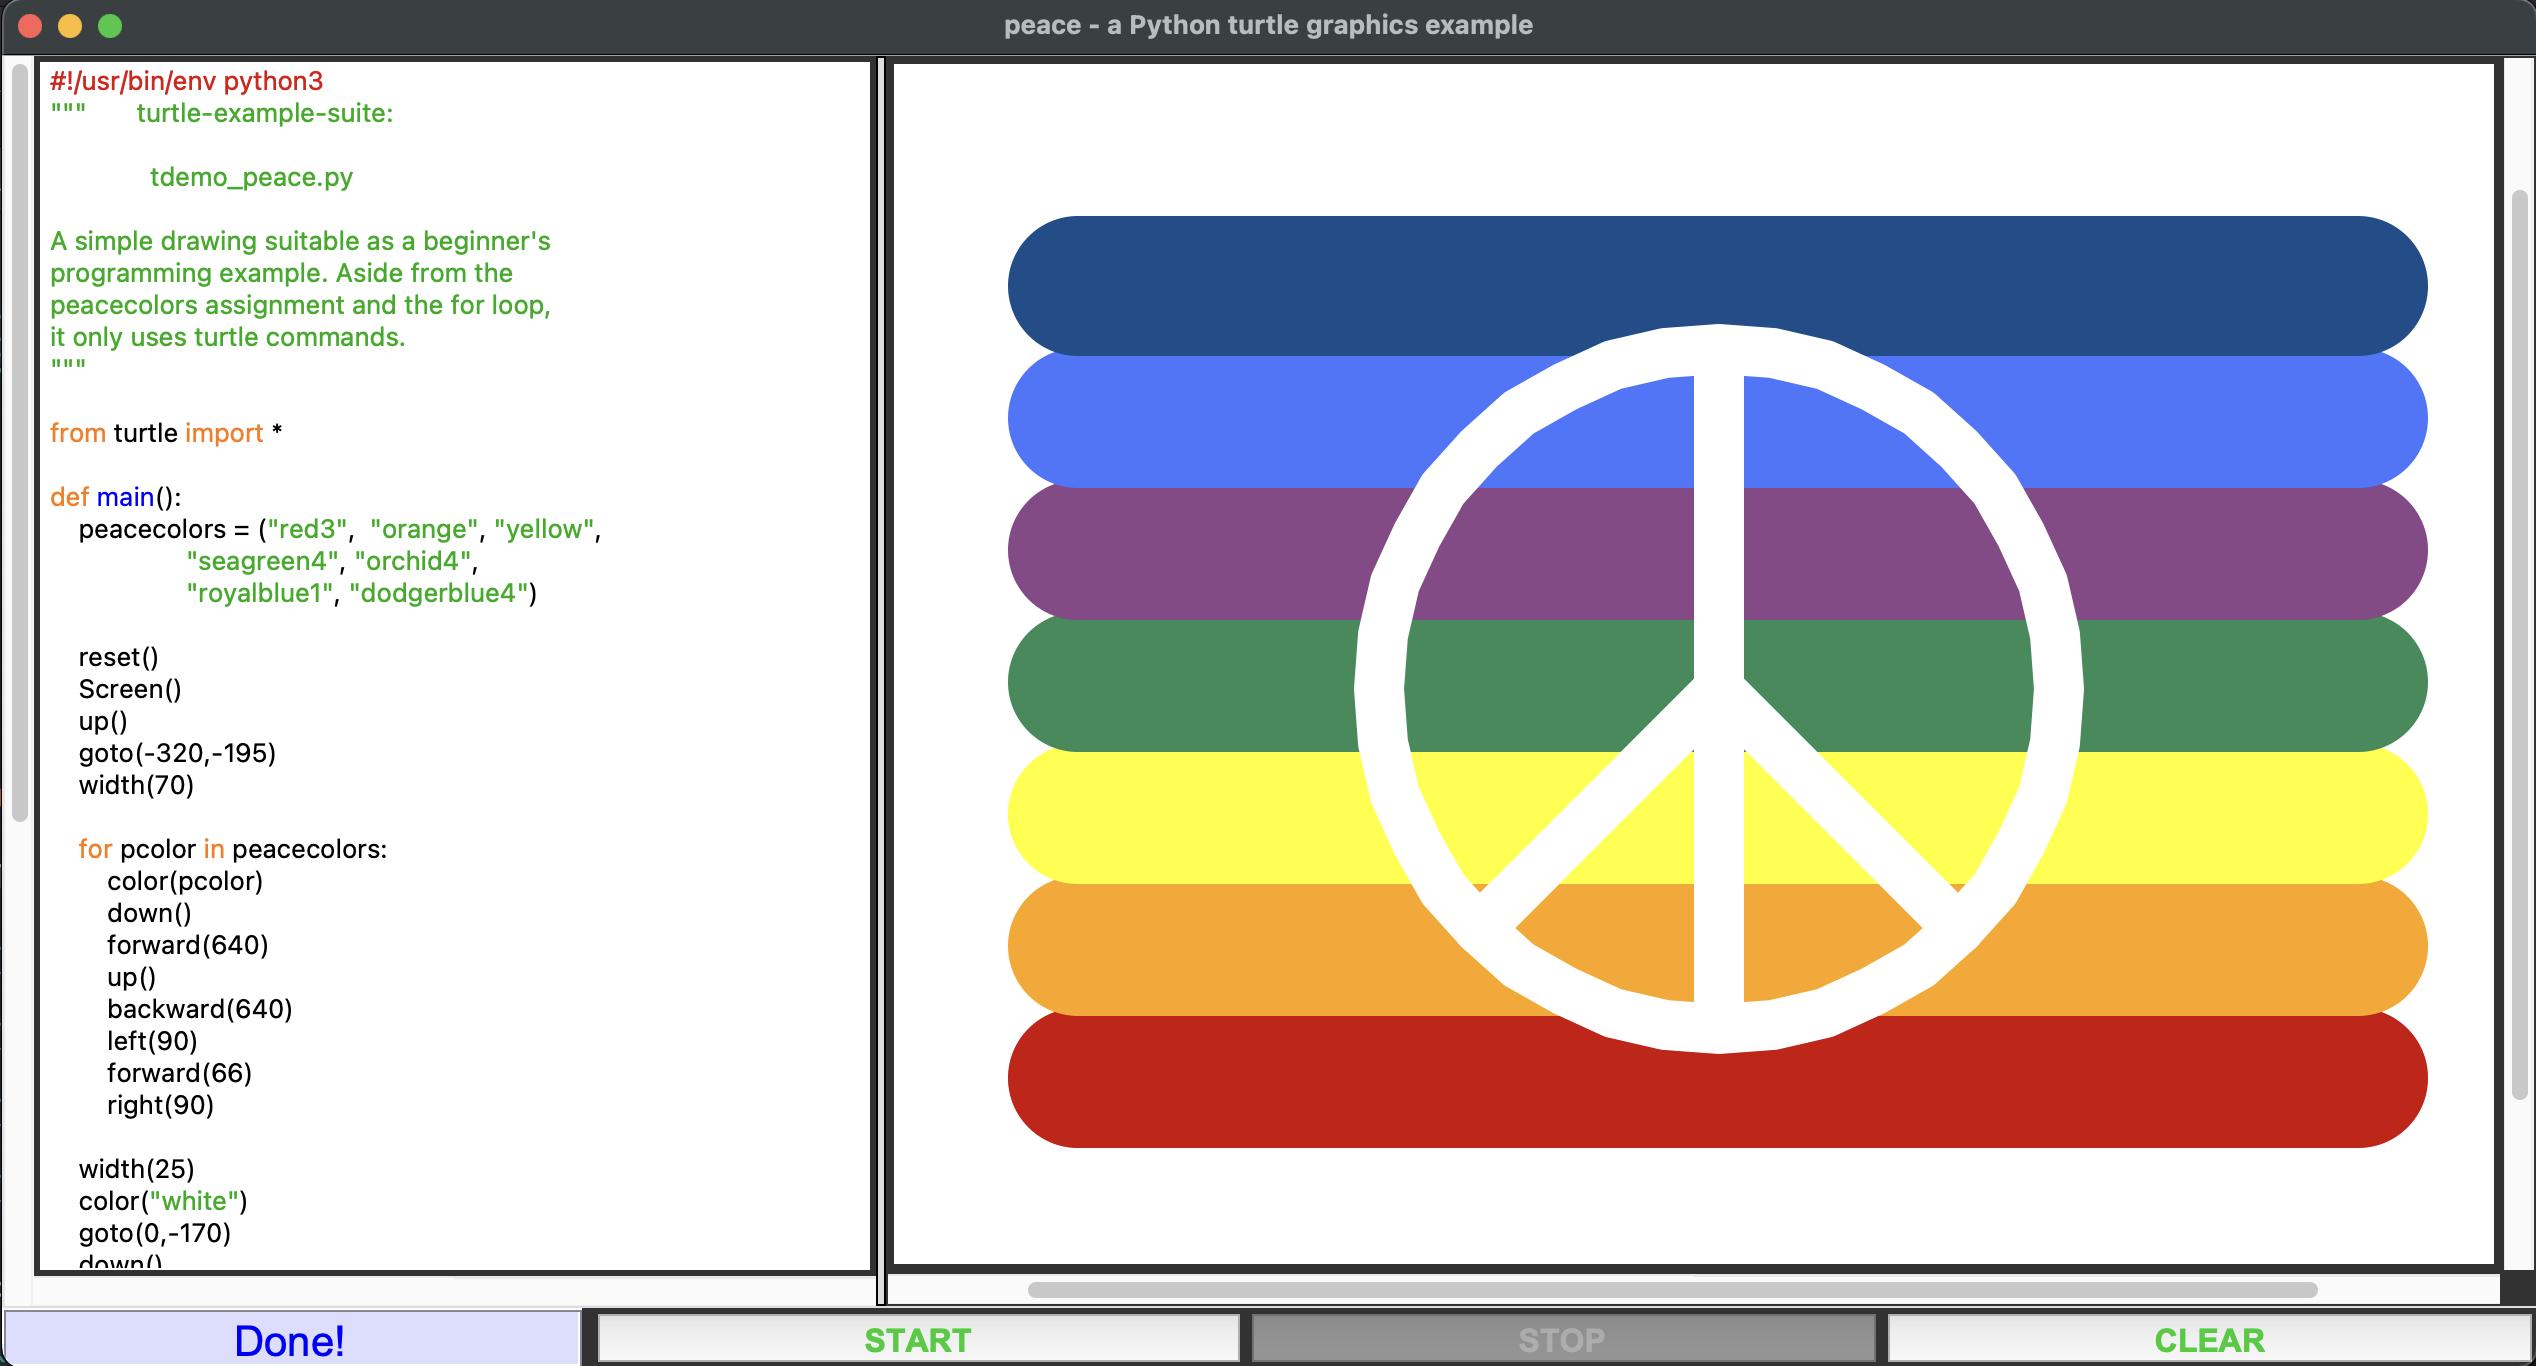 peace - a Python turtle graphics example
#!/usr/bin/env python3
"""       turtle-example-suite:
tdemo_peace.py
A simple drawing suitable as a beginner's
programming example. Aside from the
peacecolors assignment and the for loop,
it only uses turtle commands.
"""
from turtle import *
def main():
    peacecolors = ("red3",  "orange", "yellow",
                   "seagreen4", "orchid4",
                   "royalblue1", "dodgerblue4")
    reset()
    Screen()
    up()
    goto(-320,-195)
    width(70)
    for pcolor in peacecolors:
        color(pcolor)
        down()
        forward(640)
        up()
        backward(640)
        left(90)
        forward(66)
        right(90)
    width(25)
    color("white")
    goto(0,-170)
    down()
Done!
START
STOP
CLEAR